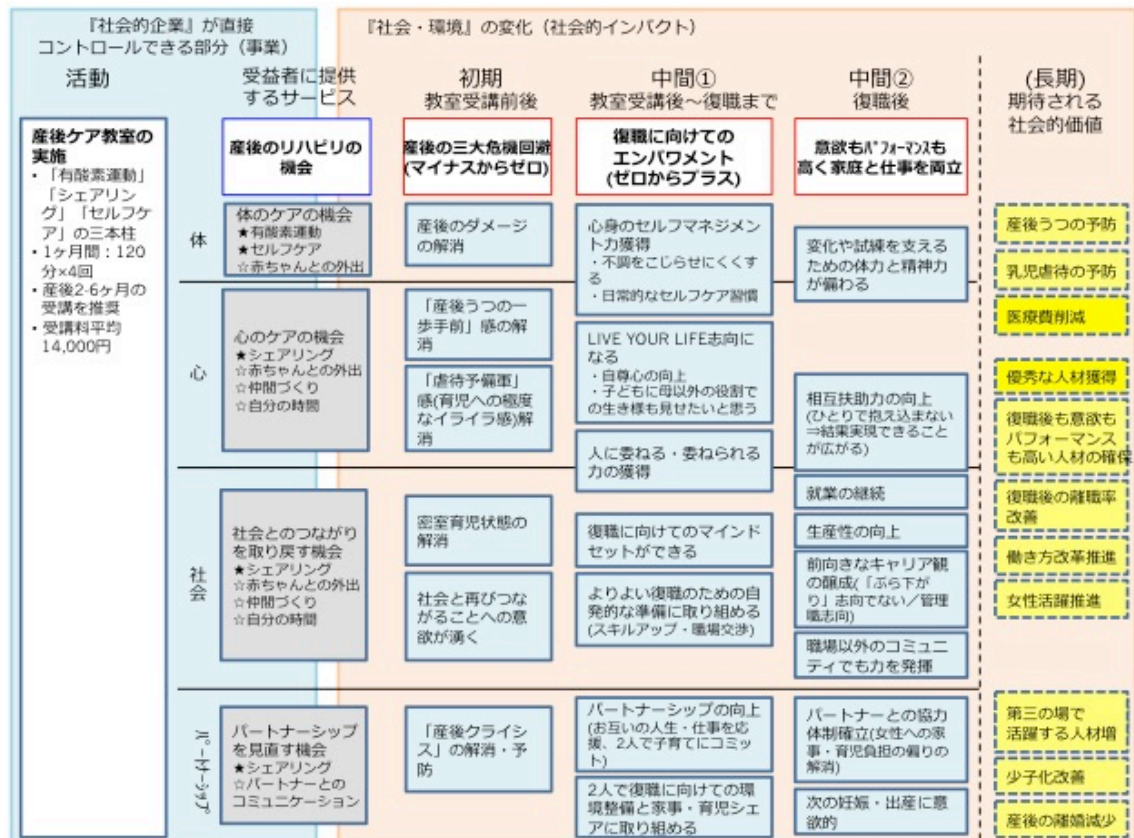 『社会的企業』が直接
コントロールできる部分（事業）
『社会・環境』の変化（社会的インパクト）
活動
受益者に提供
するサービス
初期
教室受講前後
中間①
教室受講後～復職まで
中間②
復職後
(長期)
期待される
社会的価値
産後ケア教室の
実施
・「有酸素運動」
「シェアリン
グ」「セルフケ
ア」の三本柱
・1ヶ月間：120
分×4回
・産後2-6ヶ月の
受講を推奨
・受講料平均
14,000円
産後のリハビリの
機会
産後の三大危機回避
(マイナスからゼロ)
復職に向けての
エンパワメント
(ゼロからプラス)
意欲もﾊﾟﾌｫｰﾏﾝｽも
高く家庭と仕事を両立
体
体のケアの機会
★有酸素運動
★セルフケア
☆赤ちゃんとの外出
産後のダメージ
の解消
心身のセルフマネジメン
ト力獲得
・不調をこじらせにくくす
る
・日常的なセルフケア習慣
変化や試練を支える
ための体力と精神力
が備わる
産後うつの予防
乳児虐待の予防
医療費削減
心
心のケアの機会
★シェアリング
☆赤ちゃんとの外出
☆仲間づくり
☆自分の時間
「産後うつの一
歩手前」感の解
消
「虐待予備軍」
感(育児への極度
なイライラ感)解
消
LIVE YOUR LIFE志向に
なる
・自尊心の向上
・子どもに母以外の役割で
の生き様も見せたいと思う
人に委ねる・委ねられる
力の獲得
相互扶助力の向上
(ひとりで抱え込まない
⇒結果実現できること
が広がる)
優秀な人材獲得
復職後も意欲も
パフォーマンス
も高い人材の確保
社会
社会とのつながり
を取り戻す機会
★シェアリング
☆赤ちゃんとの外出
☆仲間づくり
☆自分の時間
密室育児状態の
解消
社会と再びつな
がることへの意
欲が湧く
復職に向けてのマインド
セットができる
よりよい復職のための自
発的な準備に取り組める
(スキルアップ・職場交渉)
就業の継続
生産性の向上
前向きなキャリア観
の醸成(「ぶら下が
り」志向でない／管理
職志向)
職場以外のコミュニ
ティでも力を発揮
復職後の離職率
改善
働き方改革推進
女性活躍推進
ﾊﾟｰﾄﾅｰｼｯﾌﾟ
パートナーシップ
を見直す機会
★シェアリング
☆パートナーとの
コミュニケーション
「産後クライシ
ス」の解消・予
防
パートナーシップの向上
(お互いの人生・仕事を応
援、2人で子育てにコミッ
ト)
2人で復職に向けての環
境整備と家事・育児シェ
アに取り組める
パートナーとの協力
体制確立(女性への家
事・育児負担の偏りの
解消)
次の妊娠・出産に意
欲的
第三の場で
活躍する人材増
少子化改善
産後の離婚減少